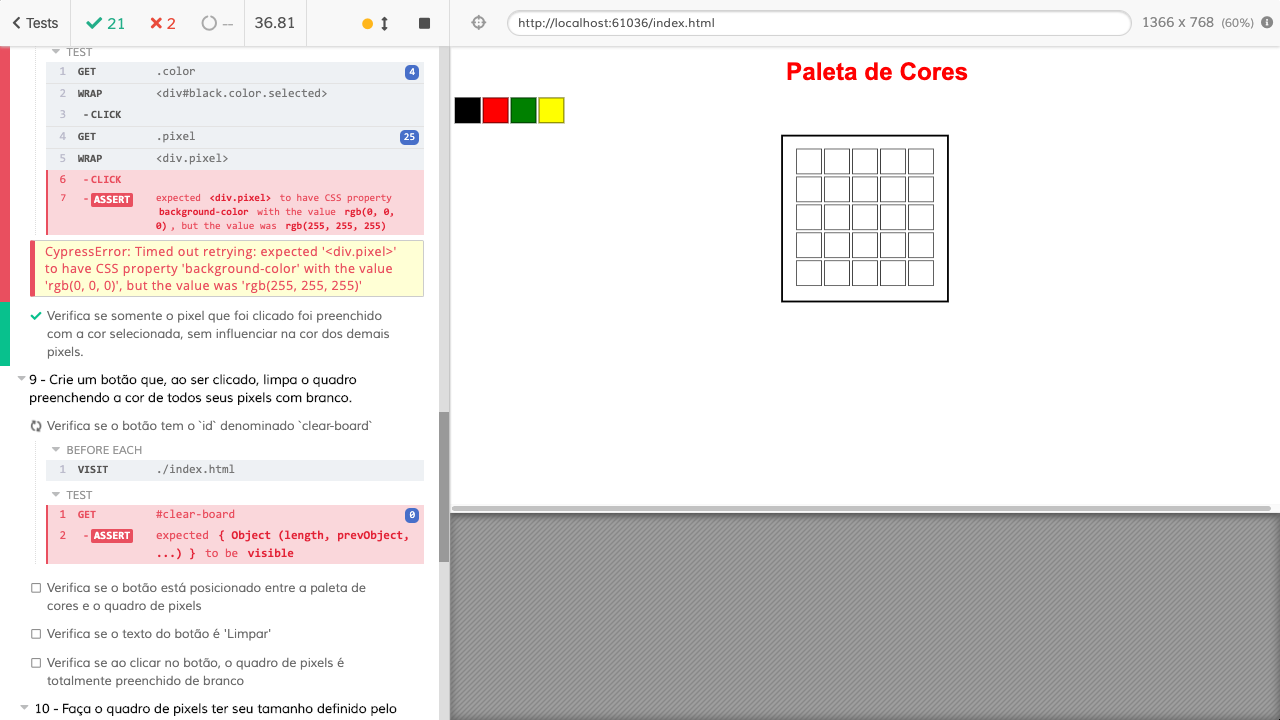 Tests
21
2
--
36.81
http://localhost:61036/index.html
1366 x 768 (60%)
TEST
1 GET .color 4
2 WRAP <div#black.color.selected>
3 - CLICK
4 GET .pixel 25
5 WRAP <div.pixel>
6 - CLICK
7 - ASSERT expected <div.pixel> to have CSS property
background-color with the value rgb(0, 0,
0) , but the value was rgb(255, 255, 255)
CypressError: Timed out retrying: expected '<div.pixel>'
to have CSS property 'background-color' with the value
'rgb(0, 0, 0)', but the value was 'rgb(255, 255, 255)'
Verifica se somente o pixel que foi clicado foi preenchido
com a cor selecionada, sem influenciar na cor dos demais
pixels.
9 - Crie um botão que, ao ser clicado, limpa o quadro
preenchendo a cor de todos seus pixels com branco.
Verifica se o botão tem o `id` denominado `clear-board`
BEFORE EACH
1 VISIT ./index.html
TEST
1 GET #clear-board 0
2 - ASSERT expected { Object (length, prevObject,
...) } to be visible
Verifica se o botão está posicionado entre a paleta de
cores e o quadro de pixels
Verifica se o texto do botão é 'Limpar'
Verifica se ao clicar no botão, o quadro de pixels é
totalmente preenchido de branco
10 - Faça o quadro de pixels ter seu tamanho definido pelo
Paleta de Cores